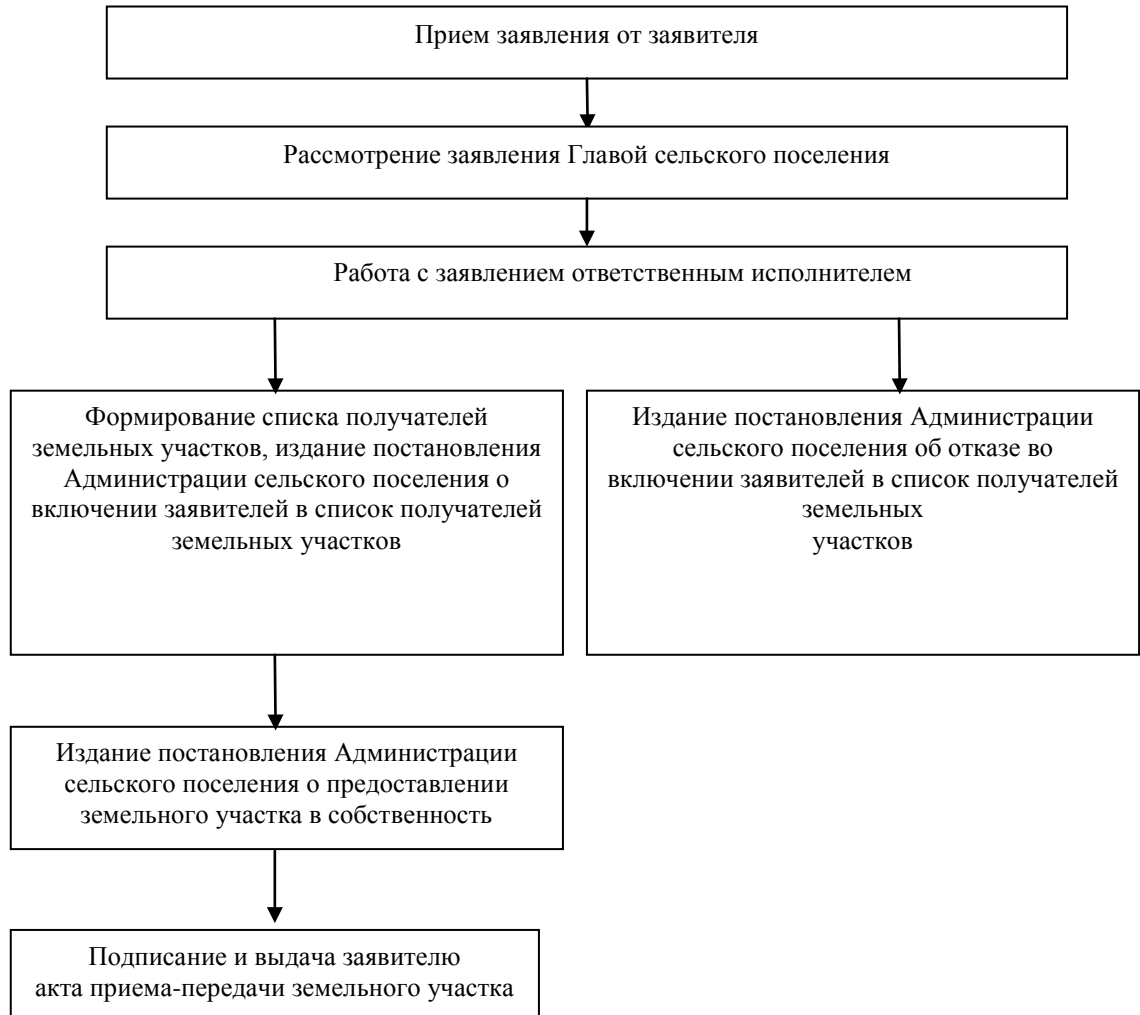 Прием заявления от заявителя
Рассмотрение заявления Главой сельского поселения
Работа с заявлением ответственным исполнителем
Формирование списка получателей
земельных участков, издание постановления
Администрации сельского поселения о
включении заявителей в список получателей
земельных участков
Издание постановления Администрации
сельского поселения об отказе во
включении заявителей в список получателей
земельных
участков
Издание постановления Администрации
сельского поселения о предоставлении
земельного участка в собственность
Подписание и выдача заявителю
акта приема-передачи земельного участка